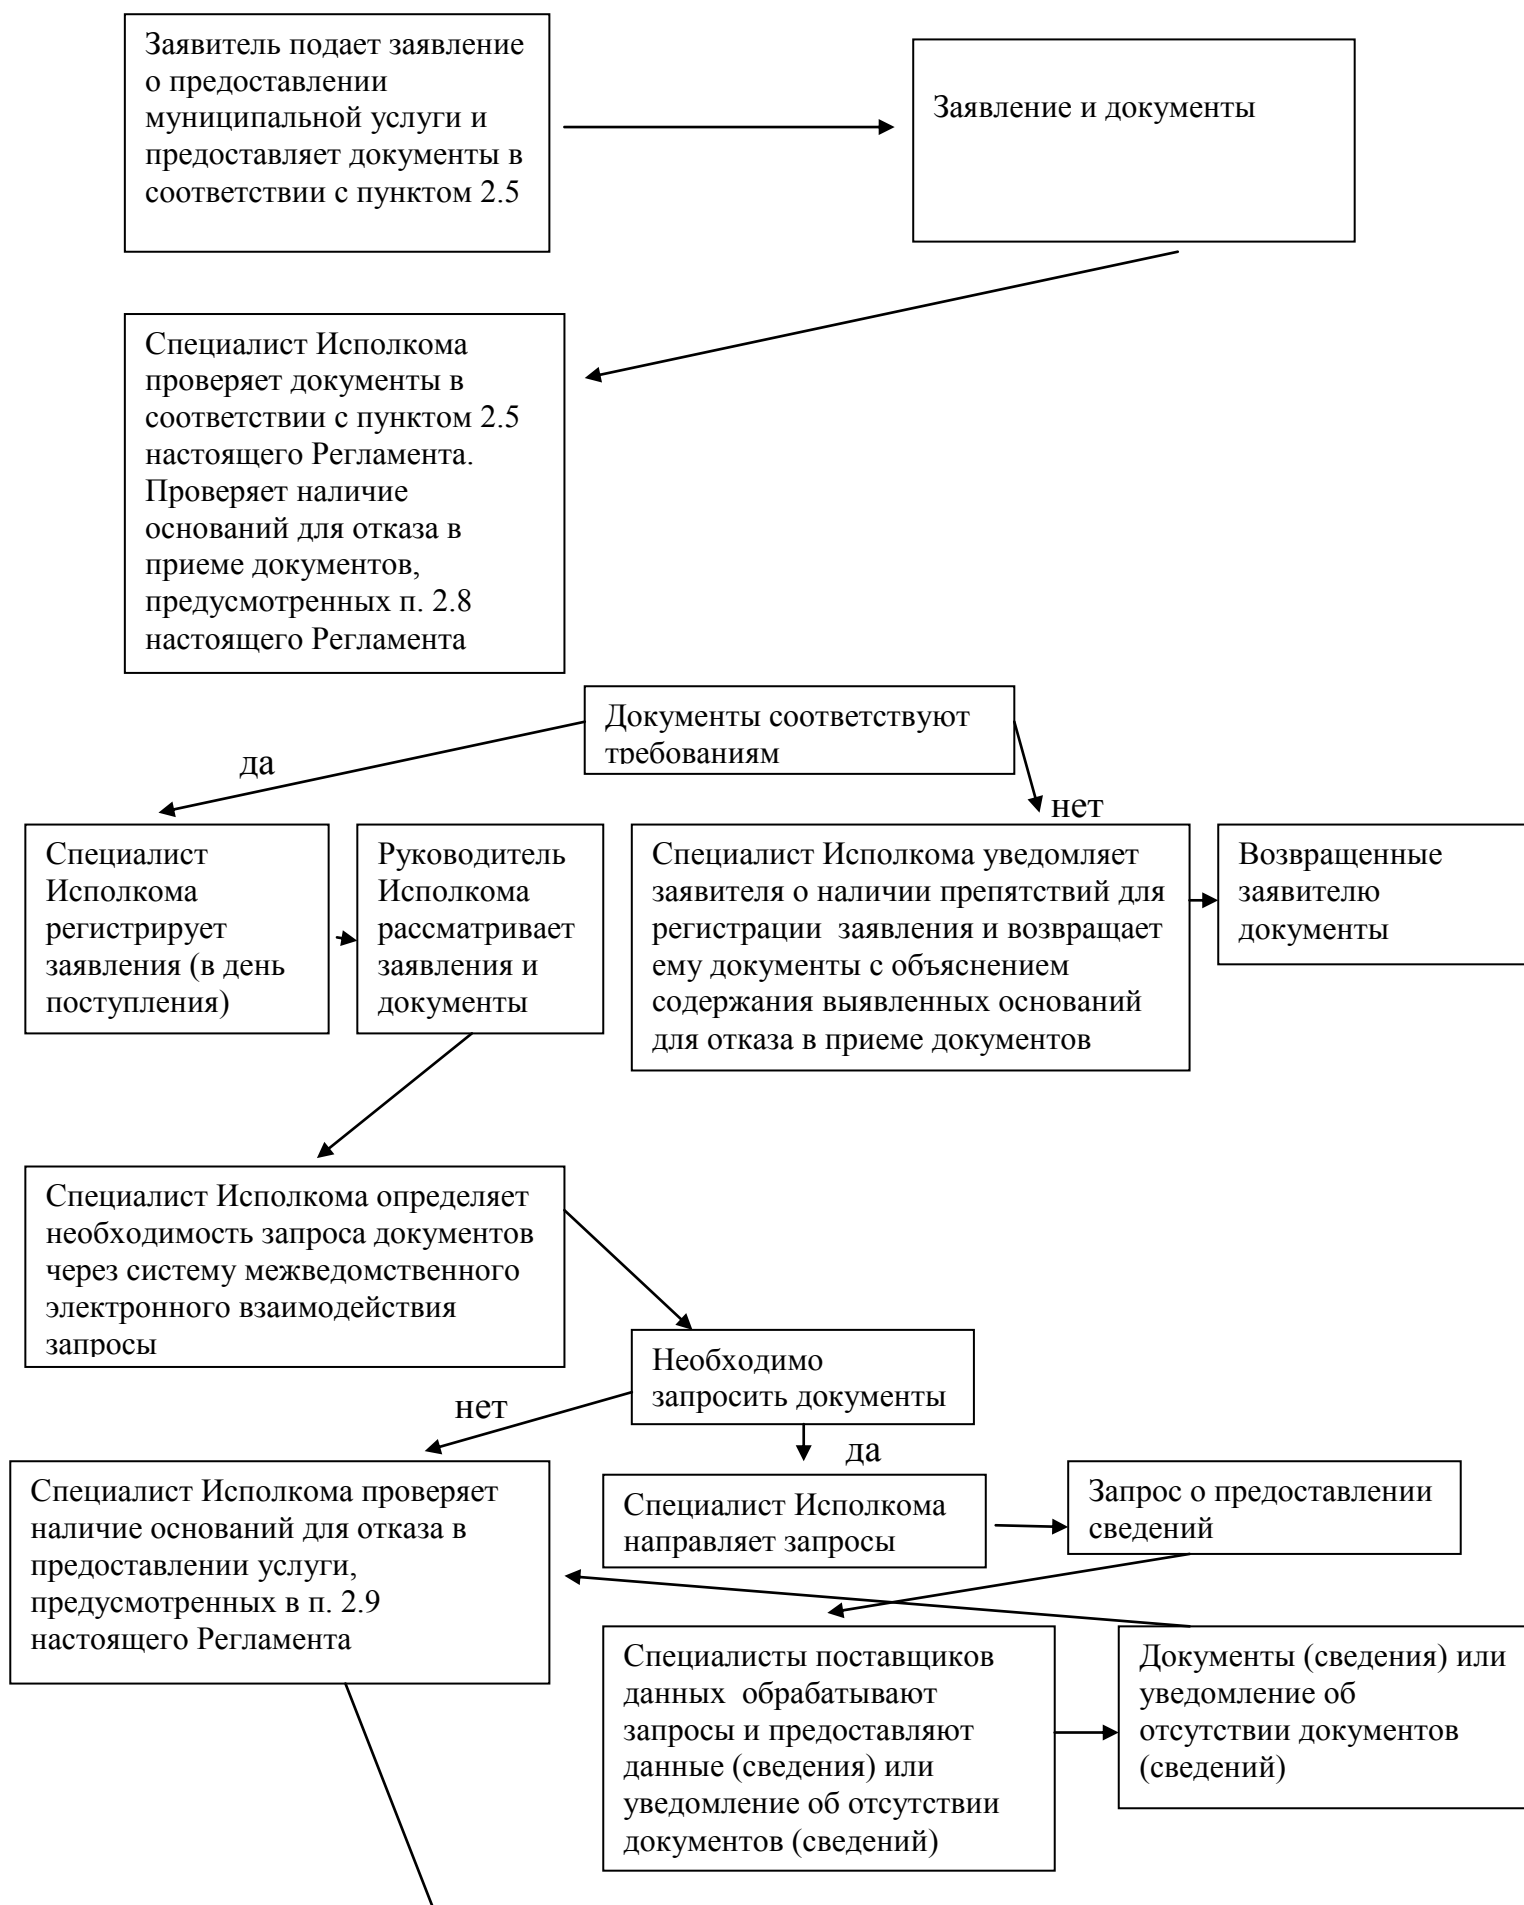 Заявитель подает заявление
о предоставлении
муниципальной услуги и
предоставляет документы в
соответствии с пунктом 2.5
Заявление и документы
Специалист Исполкома
проверяет документы в
соответствии с пунктом 2.5
настоящего Регламента.
Проверяет наличие
оснований для отказа в
приеме документов,
предусмотренных п. 2.8
настоящего Регламента
Документы соответствуют
требованиям
да
нет
Специалист
Исполкома
регистрирует
заявления (в день
поступления)
Руководитель
Исполкома
рассматривает
заявления и
документы
Специалист Исполкома уведомляет
заявителя о наличии препятствий для
регистрации заявления и возвращает
ему документы с объяснением
содержания выявленных оснований
для отказа в приеме документов
Возвращенные
заявителю
документы
Специалист Исполкома определяет
необходимость запроса документов
через систему межведомственного
электронного взаимодействия
запросы
Необходимо
запросить документы
нет
да
Специалист Исполкома проверяет
наличие оснований для отказа в
предоставлении услуги,
предусмотренных в п. 2.9
настоящего Регламента
Специалист Исполкома
направляет запросы
Запрос о предоставлении
сведений
Специалисты поставщиков
данных обрабатывают
запросы и предоставляют
данные (сведения) или
уведомление об отсутствии
документов (сведений)
Документы (сведения) или
уведомление об
отсутствии документов
(сведений)